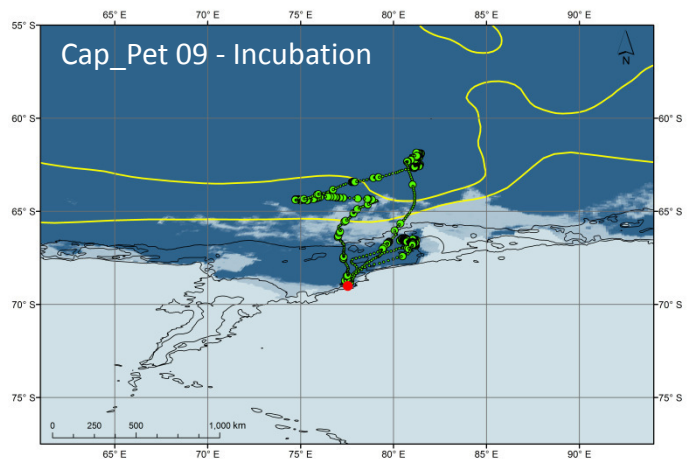 65° E 70° E 75° E 80° E 85° E 90° E
55° S 55° S
Cap_Pet 09 - Incubation
N
60° S 60° S
65° S 65° S
70° S 70° S
75° S 75° S
0 250 500 1,000 km
65° E 70° E 75° E 80° E 85° E 90° E